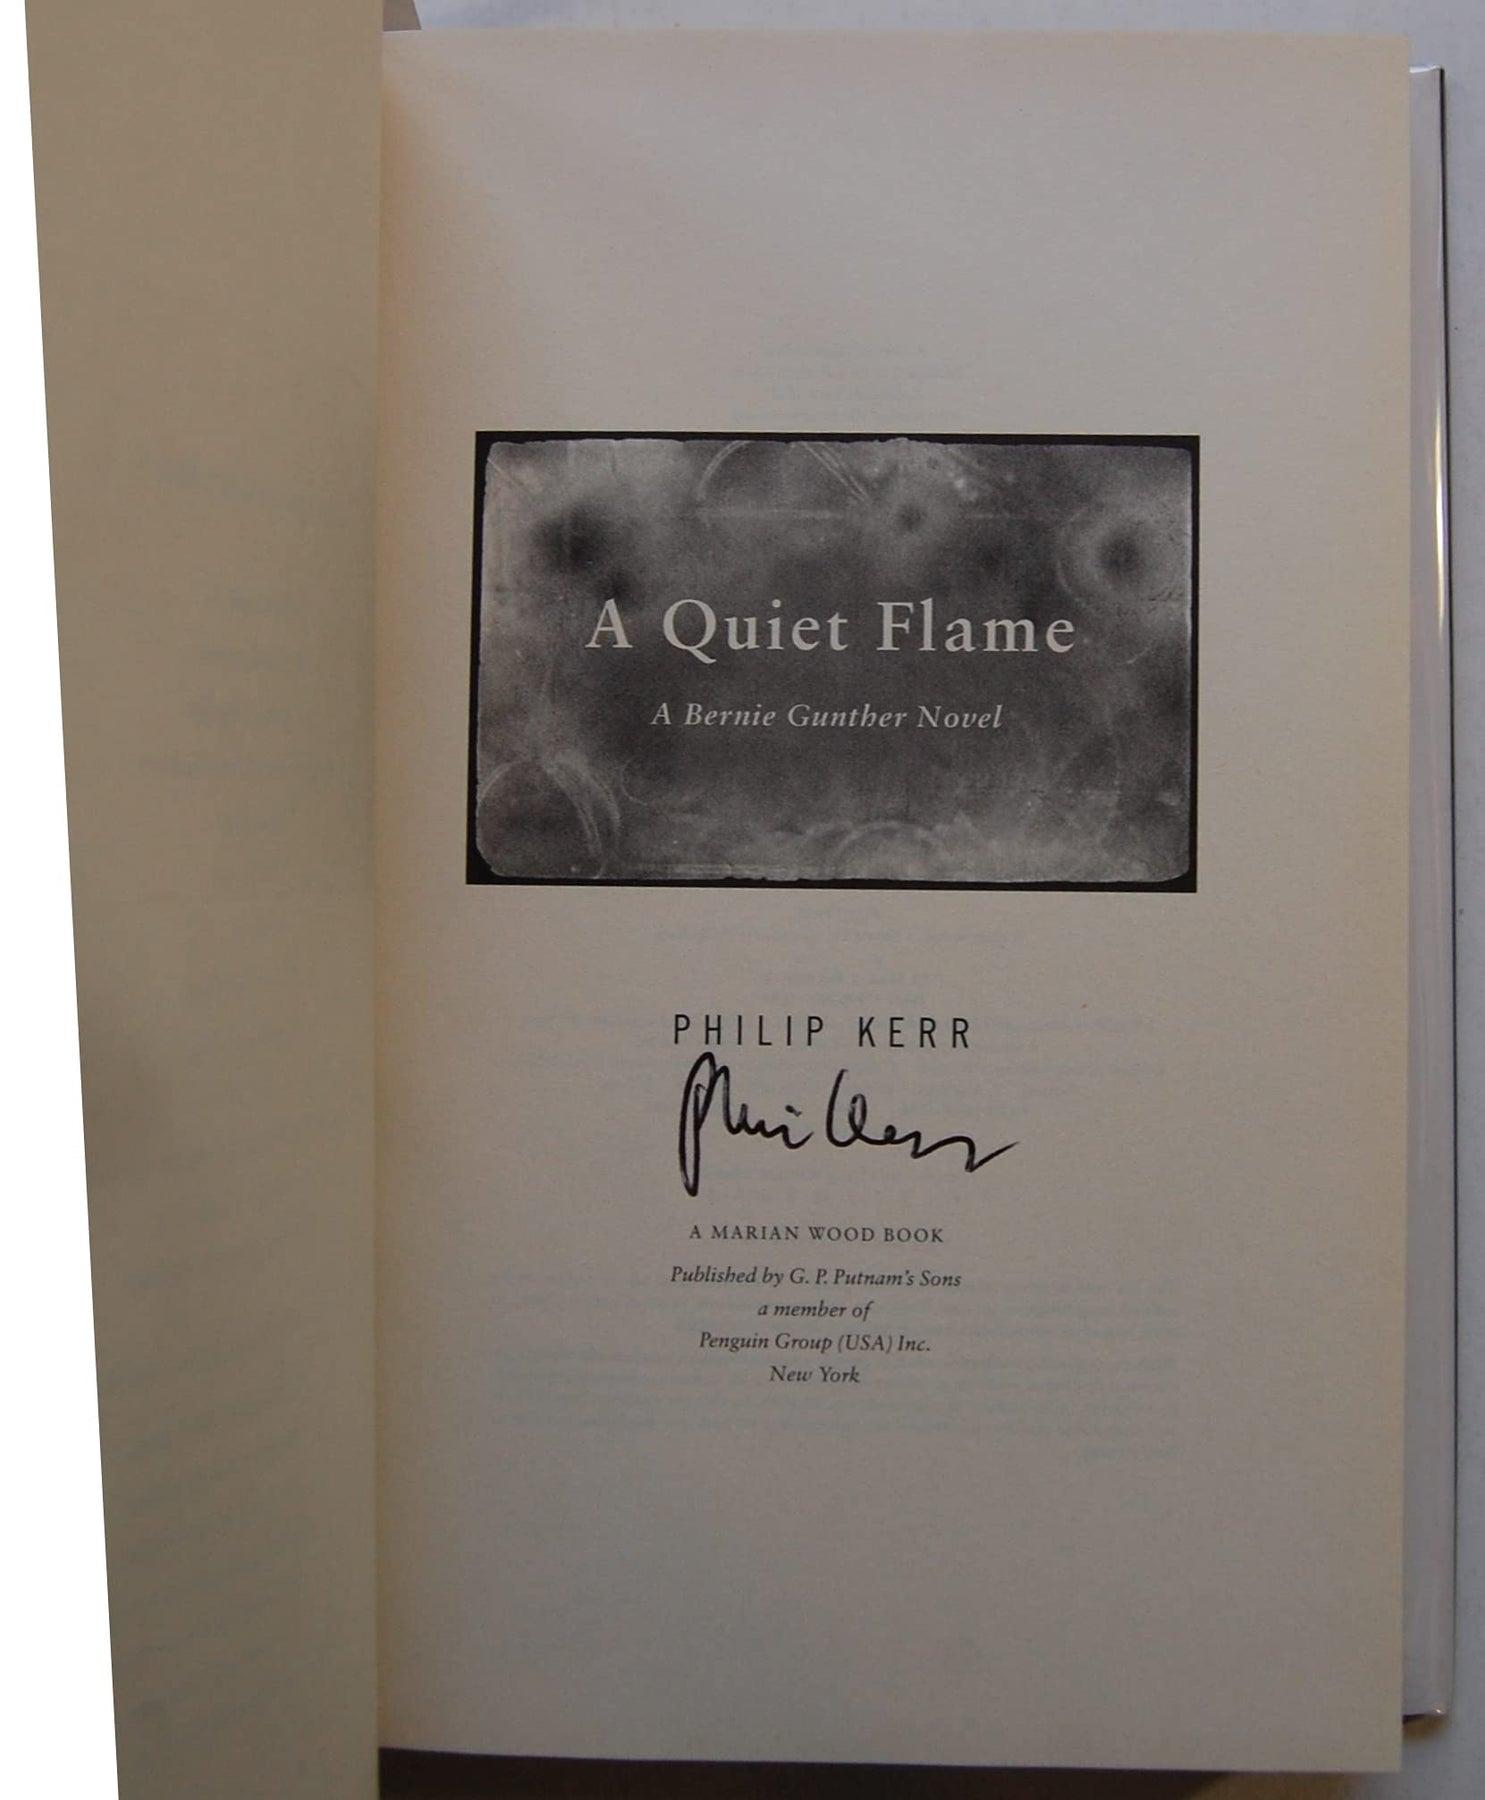 A Quiet Flame
A Bernie Gunther Novel
PHILIP KERR
A MARIAN WOOD BOOK
Published by G. P. Putnam's Sons
a member of
Penguin Group (USA) Inc.
New York